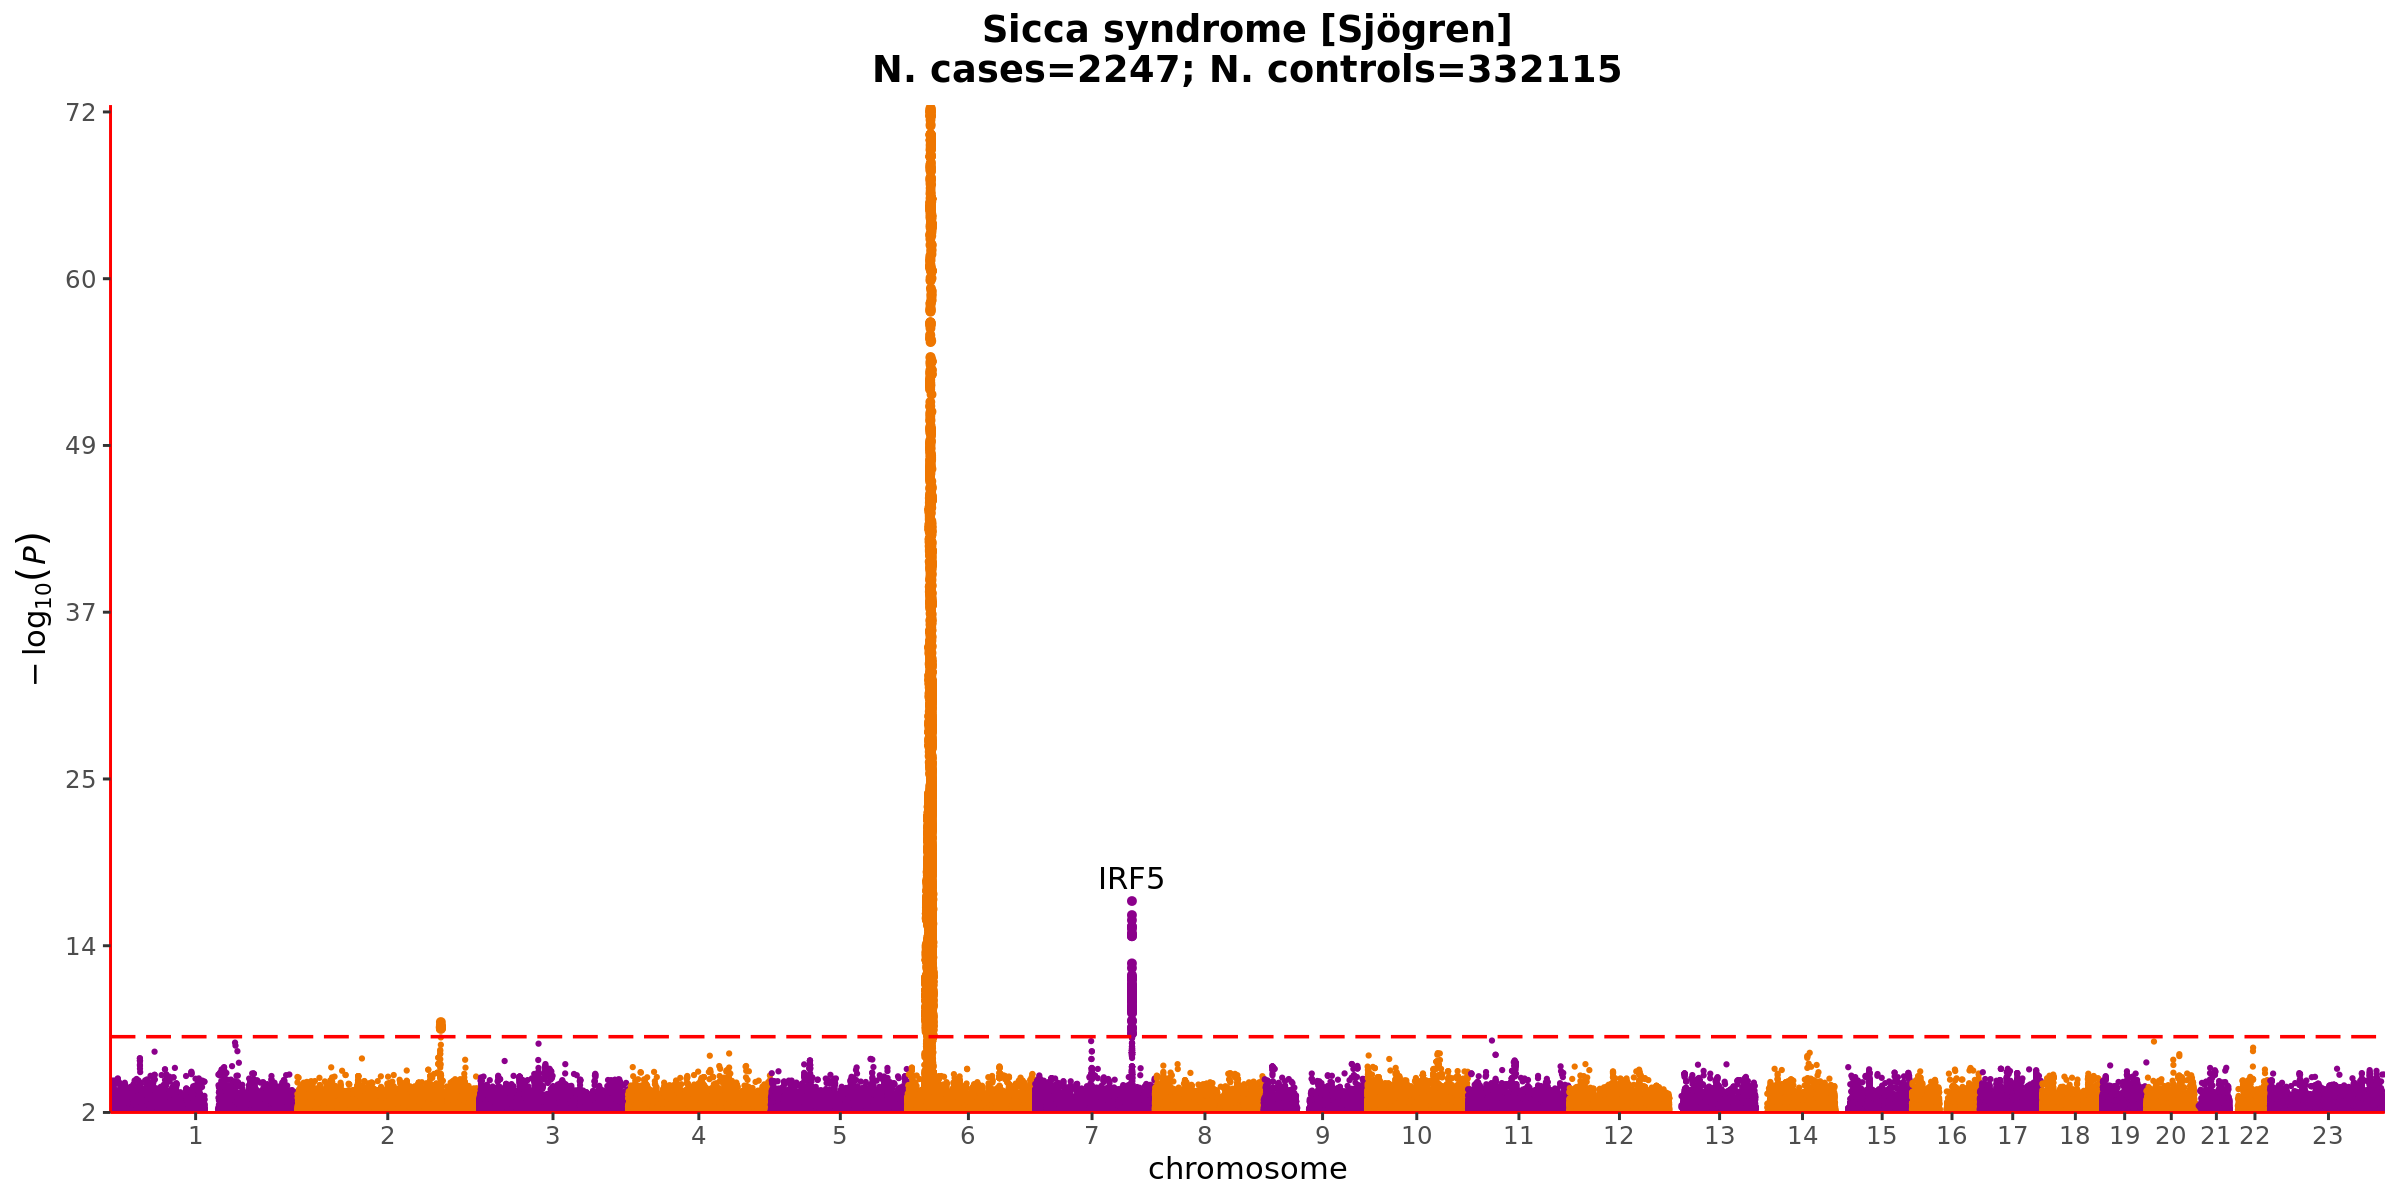 Sicca syndrome [Sjögren]
N. cases=2247; N. controls=332115
72
60
49
37
25
14
2
− log10(P)
IRF5
1 2 3 4 5 6 7 8 9 10 11 12 13 14 15 16 17 18 19 20 21 22 23
chromosome